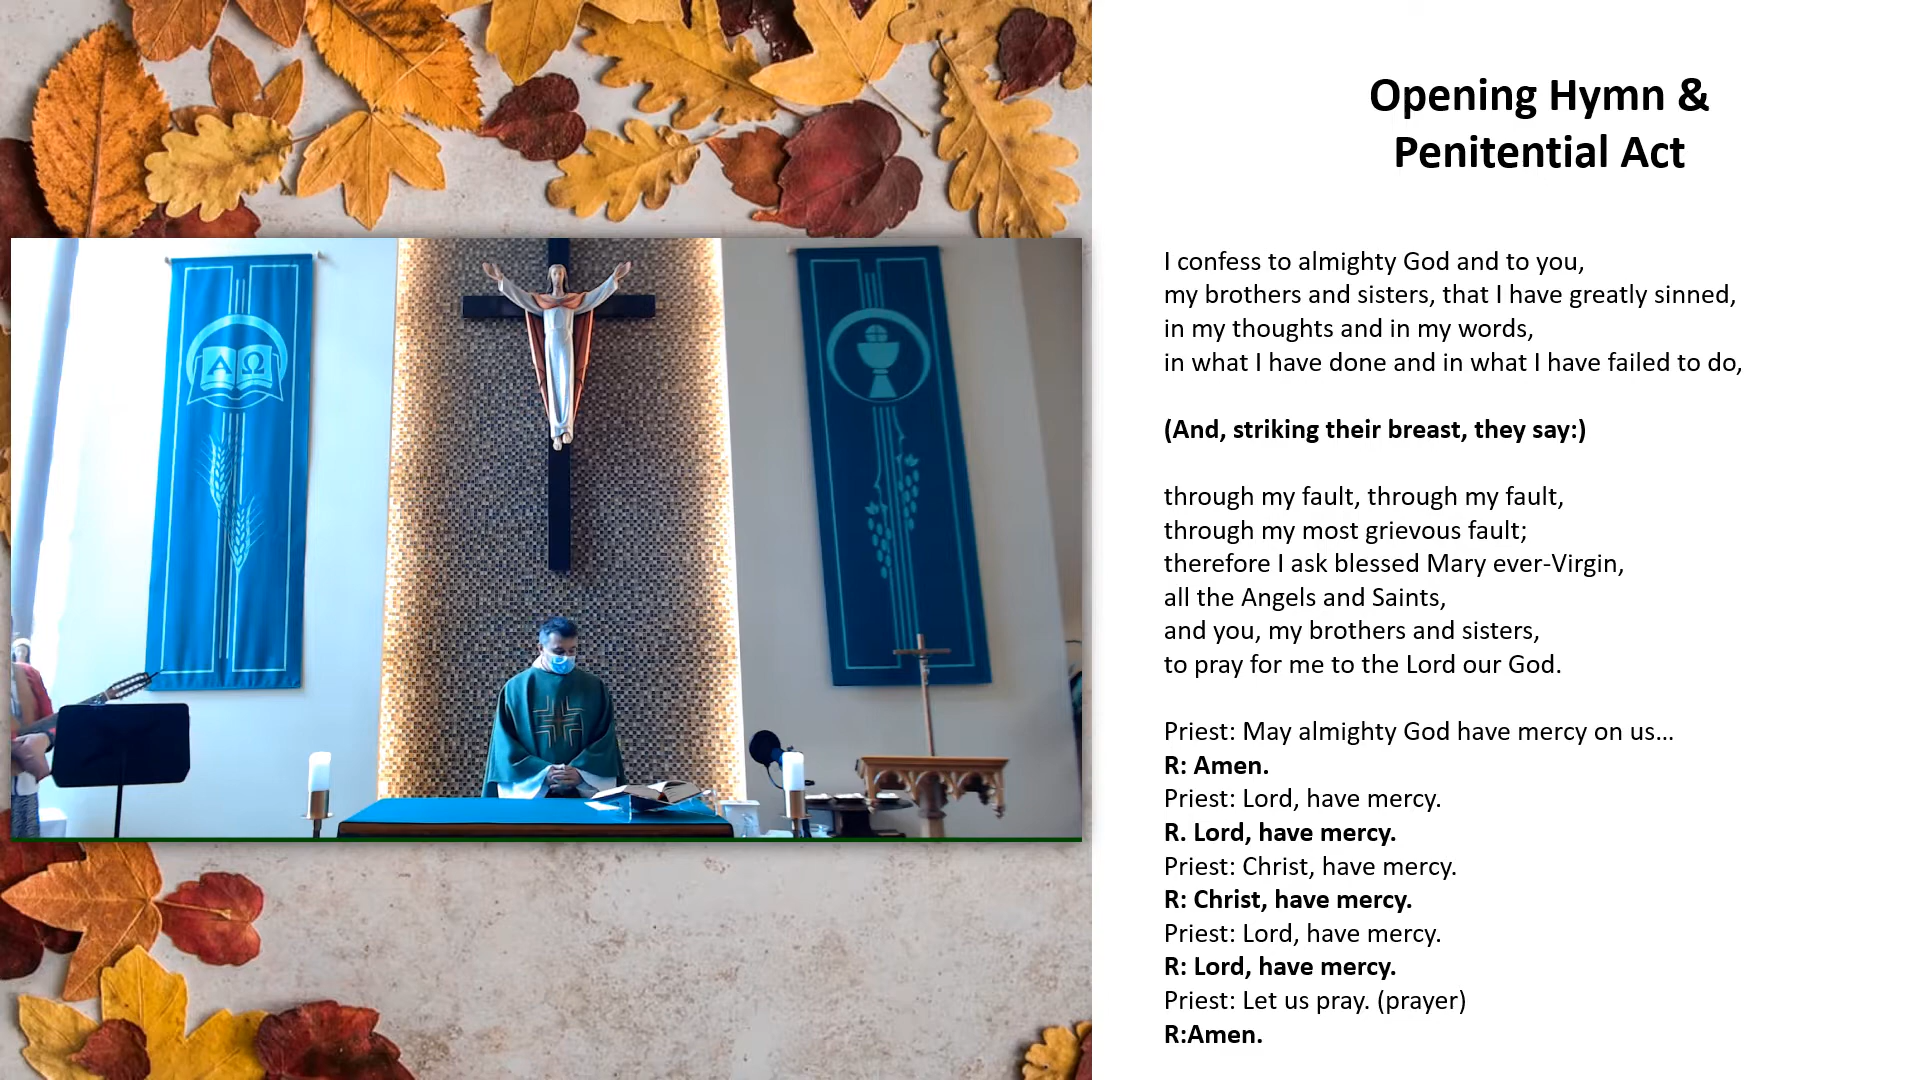 Opening Hymn &
Penitential Act
I confess to almighty God and to you,
my brothers and sisters, that I have greatly sinned,
in my thoughts and in my words,
in what I have done and in what I have failed to do,
(And, striking their breast, they say:)
through my fault, through my fault,
through my most grievous fault;
therefore I ask blessed Mary ever-Virgin,
all the Angels and Saints,
and you, my brothers and sisters,
to pray for me to the Lord our God.
Priest: May almighty God have mercy on us...
R: Amen.
Priest: Lord, have mercy.
R. Lord, have mercy.
Priest: Christ, have mercy.
R: Christ, have mercy.
Priest: Lord, have mercy.
R: Lord, have mercy.
Priest: Let us pray. (prayer)
R:Amen.
Α Ω